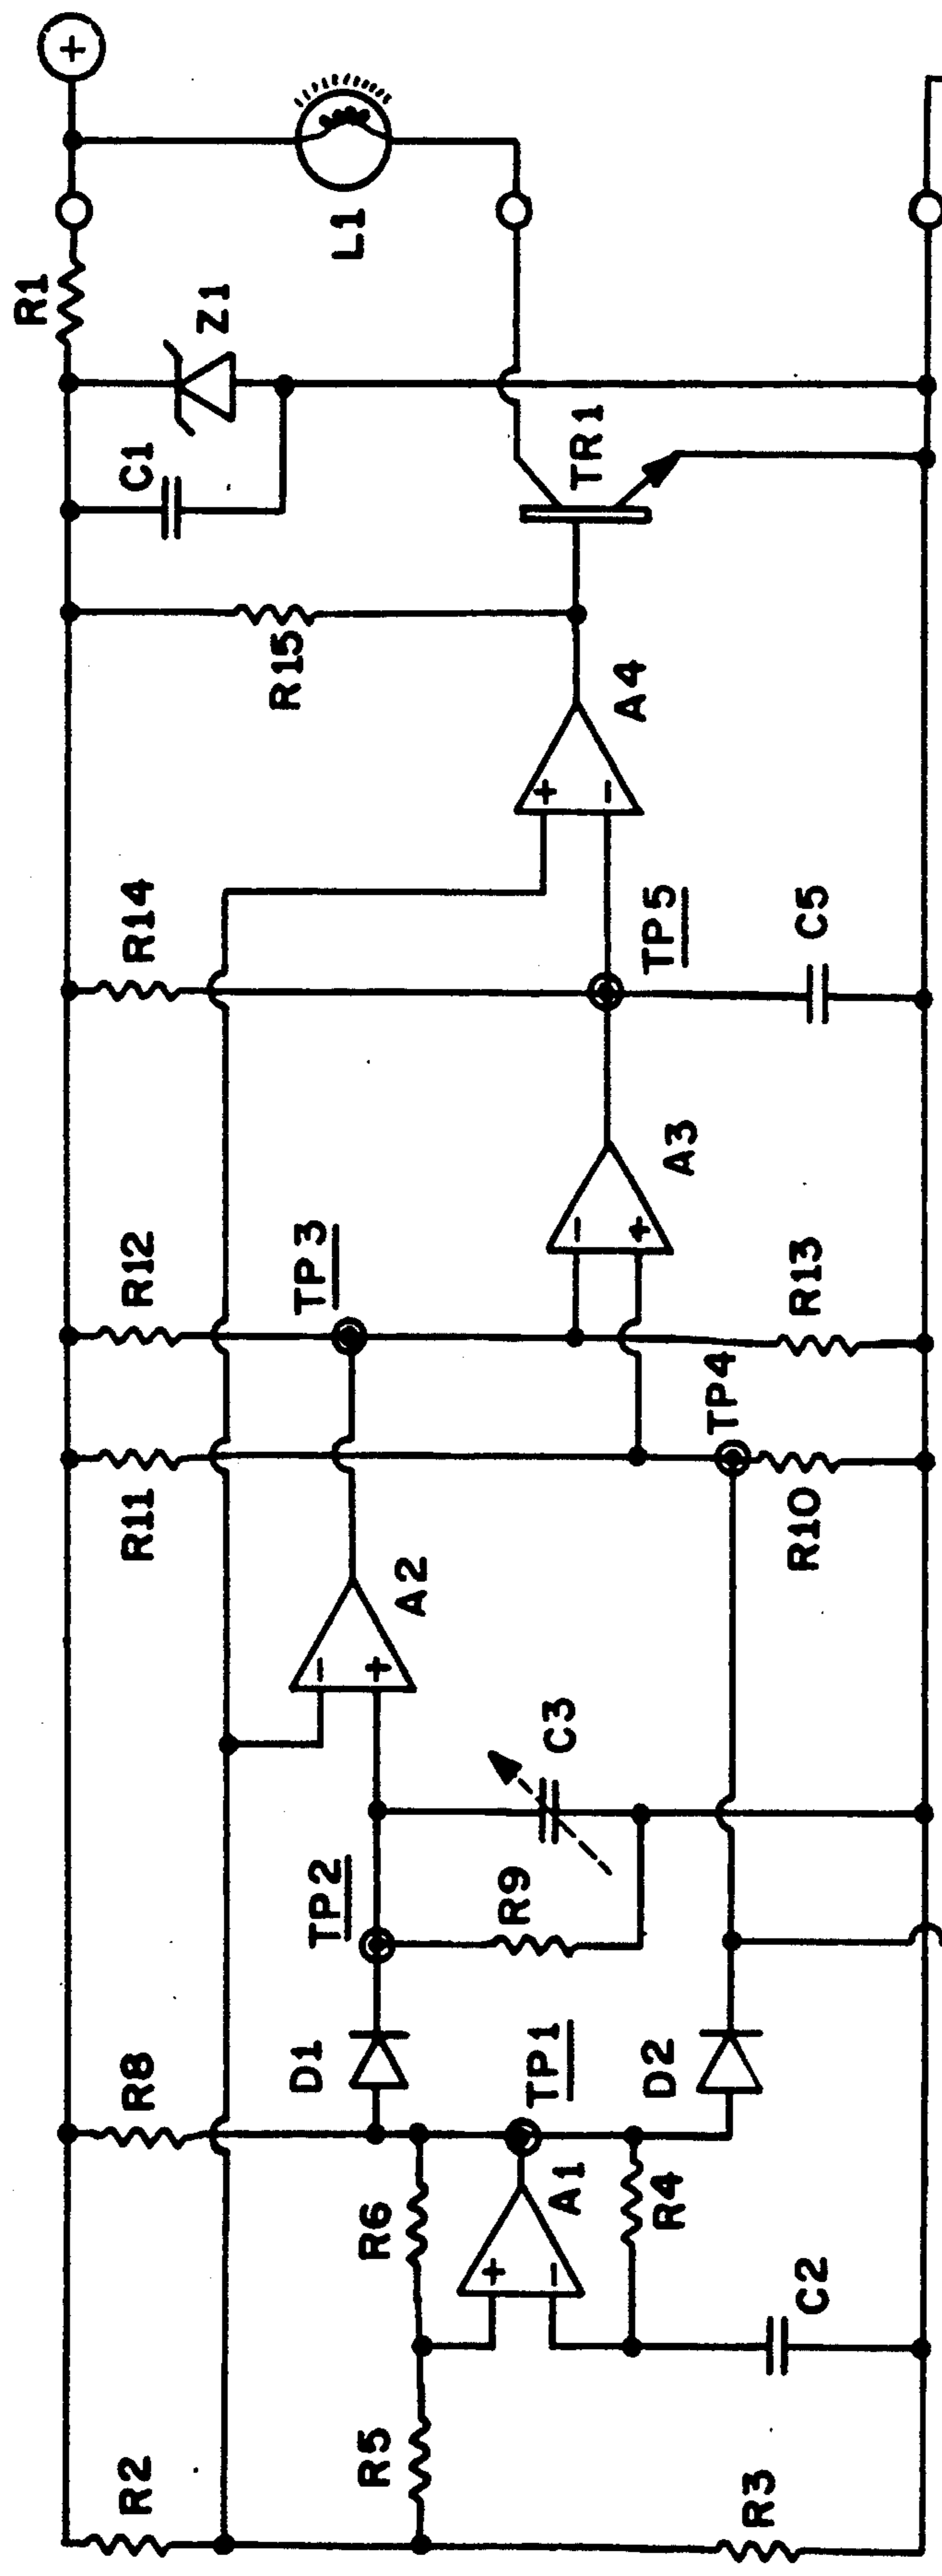 +
R1
L1
Z1
C1
TR1
R15
A4
+
-
R14
TP5
C5
A3
-
+
R12
TP3
R13
TP4
R11
R10
A2
-
+
C3
TP2
R9
R8
D1
TP1
D2
R6
A1
R4
+
-
C2
R5
R2
R3